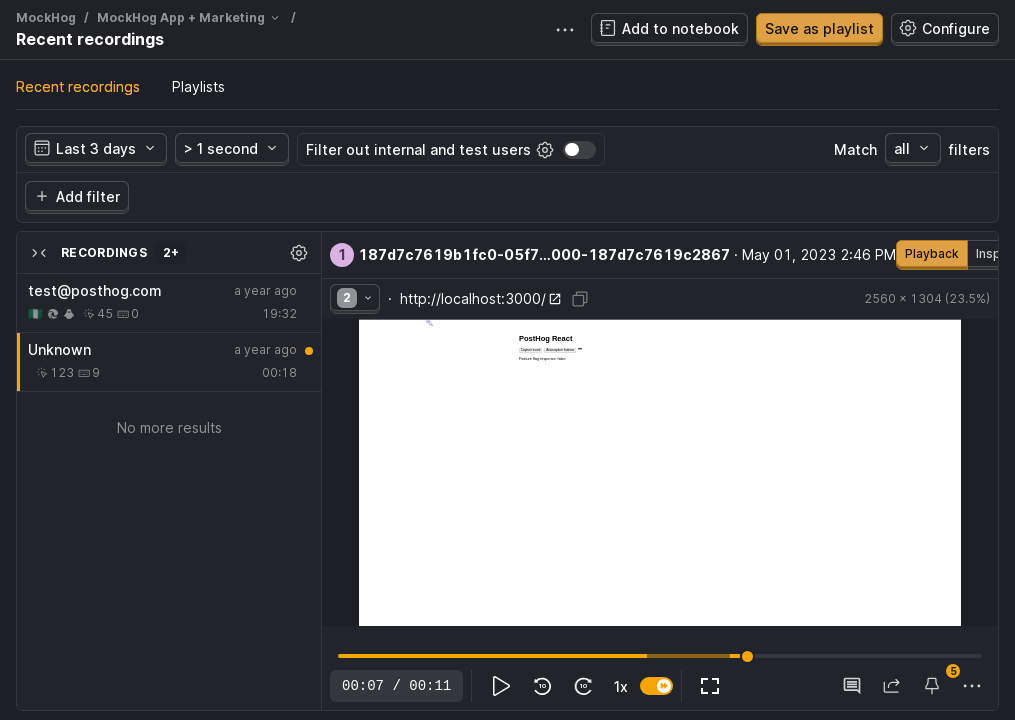 MockHog / MockHog App + Marketing /
Recent recordings
Add to notebook
Save as playlist
Configure
Recent recordings
Playlists
Last 3 days
> 1 second
Filter out internal and test users
Match all filters
Add filter
RECORDINGS 2+
test@posthog.com a year ago
45 0 19:32
Unknown a year ago
123 9 00:18
No more results
1 187d7c7619b1fc0-05f7...000-187d7c7619c2867 · May 01, 2023 2:46 PM
Playback Insp
2 · http://localhost:3000/ 2560 × 1304 (23.5%)
PostHog React
Capture event Autocapture buttons
Feature flag response: false
00:07 / 00:11
10
10
1x
5